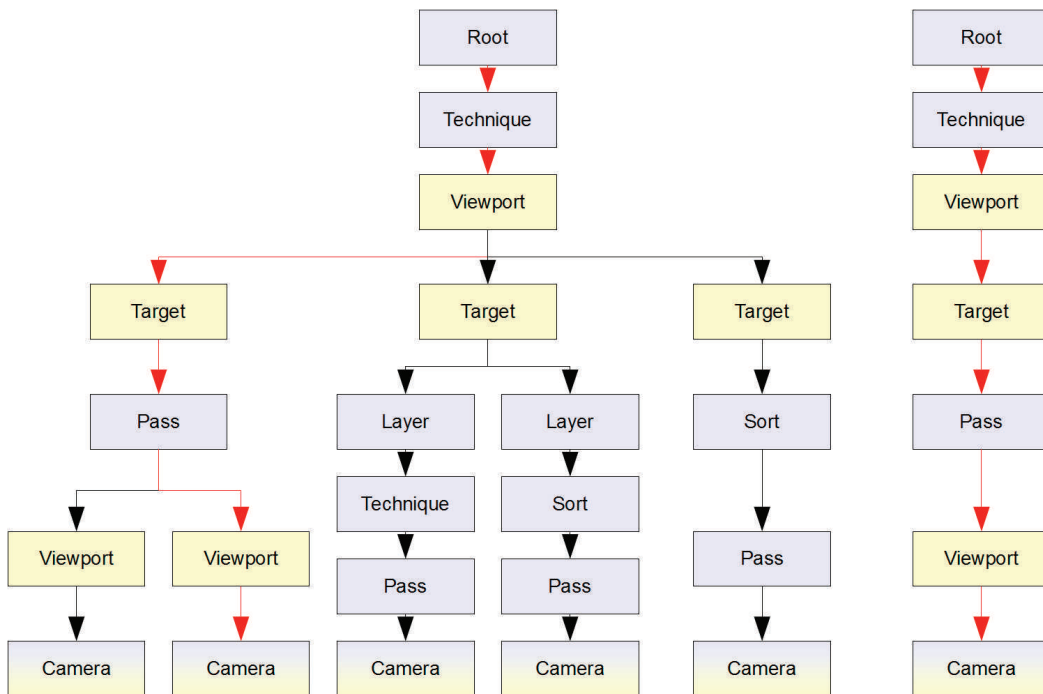 Root
Root
Technique
Technique
Viewport
Viewport
Target
Target
Target
Target
Pass
Layer
Layer
Sort
Pass
Technique
Sort
Viewport
Viewport
Pass
Pass
Pass
Viewport
Camera
Camera
Camera
Camera
Camera
Camera